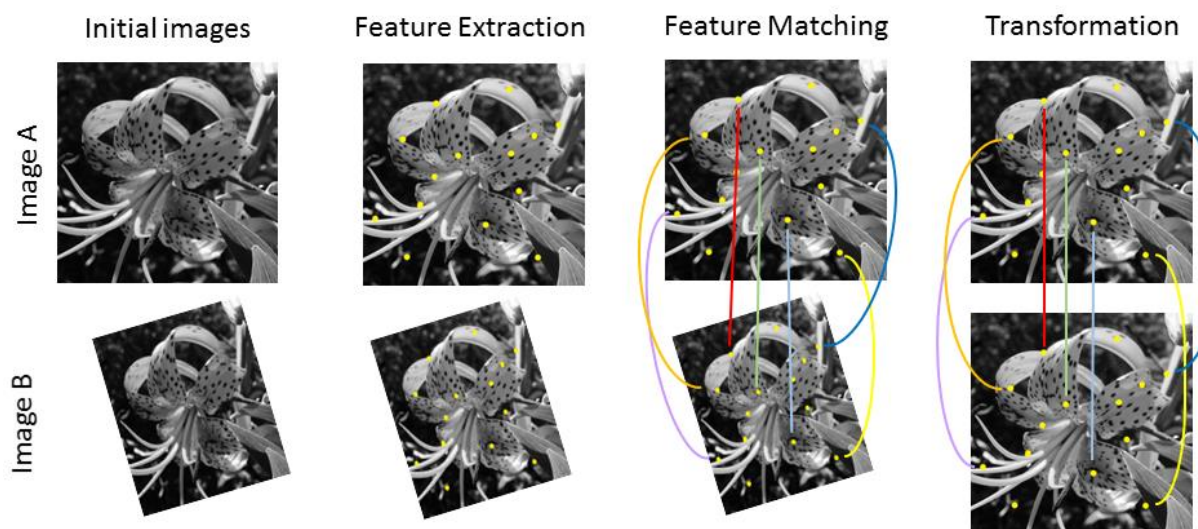 Initial images
Feature Extraction
Feature Matching
Transformation
Image A
Image B